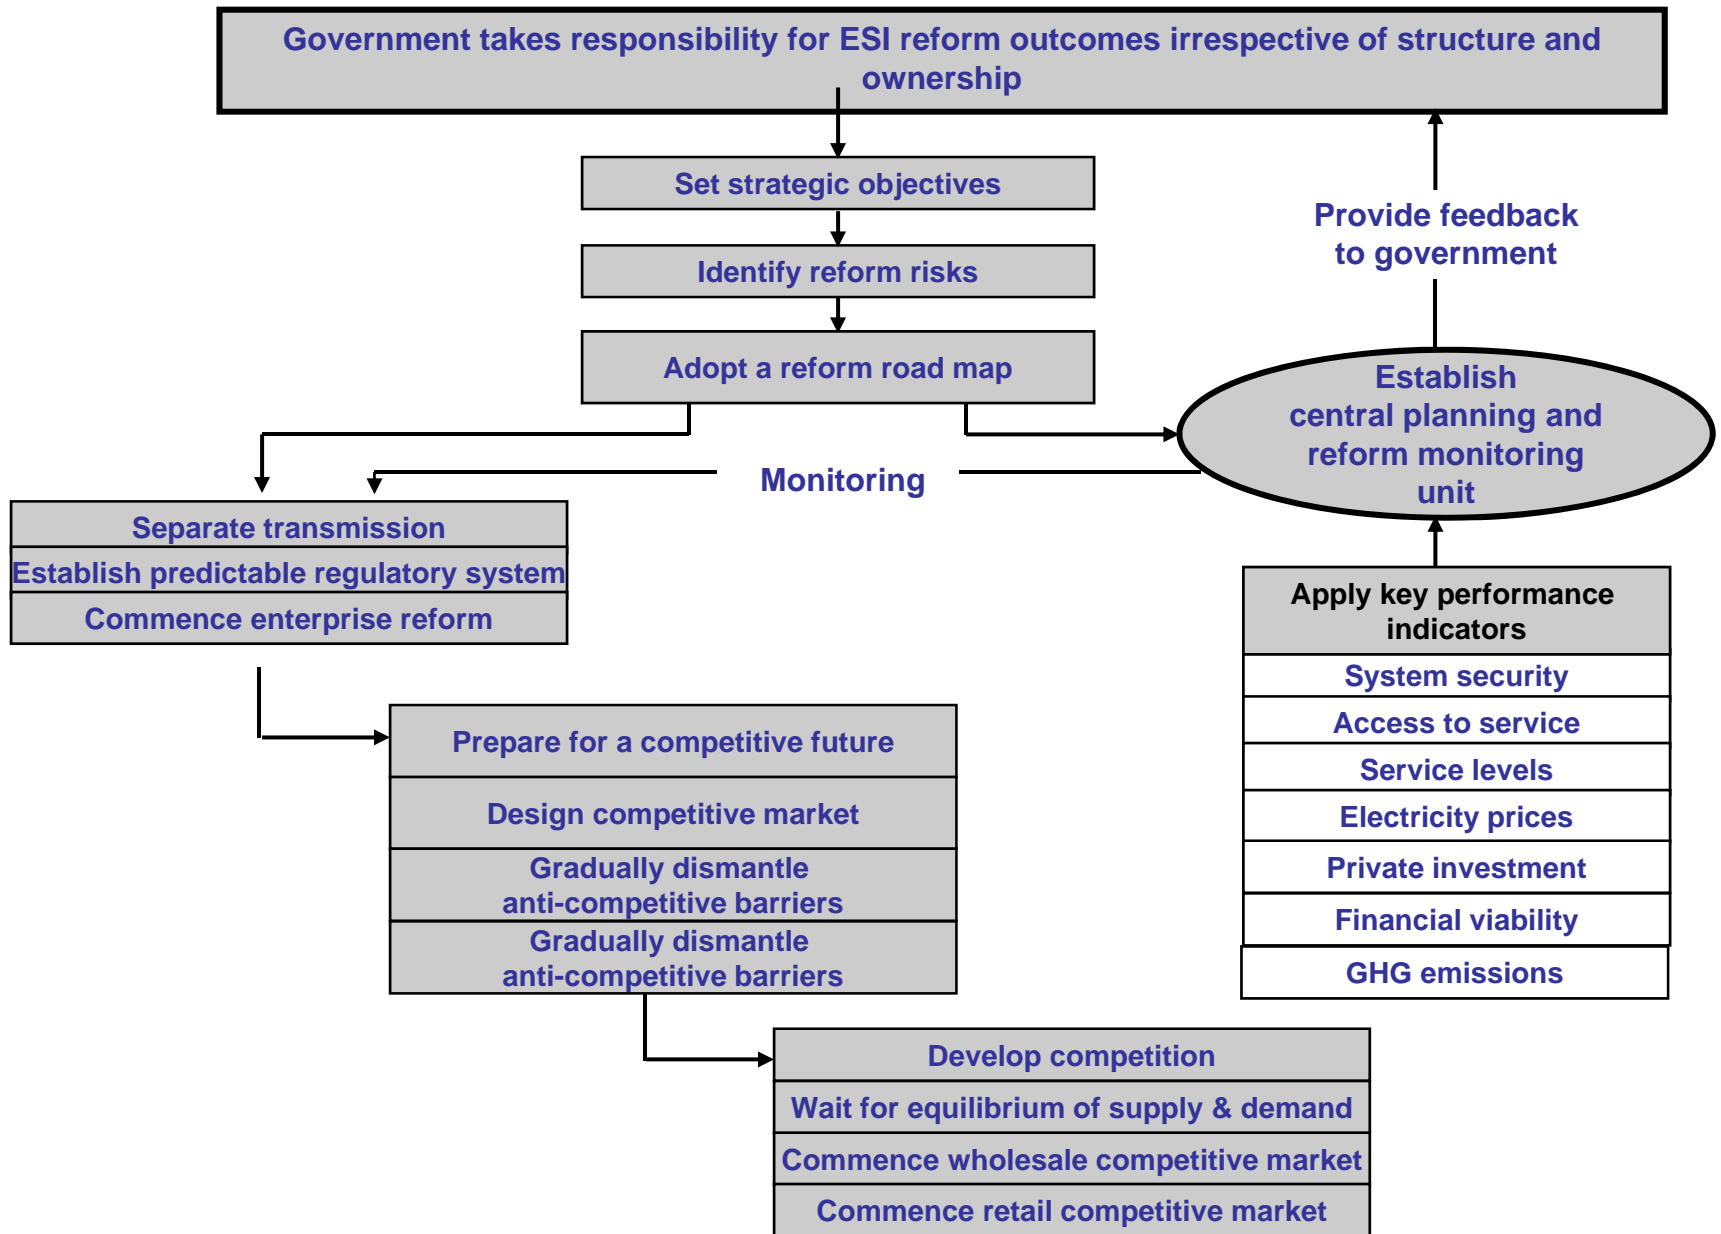 Government takes responsibility for ESI reform outcomes irrespective of structure and
ownership
Set strategic objectives
Identify reform risks
Adopt a reform road map
Provide feedback
to government
Establish
central planning and
reform monitoring
unit
Monitoring
Separate transmission
Establish predictable regulatory system
Commence enterprise reform
Prepare for a competitive future
Design competitive market
Gradually dismantle
anti-competitive barriers
Gradually dismantle
anti-competitive barriers
Develop competition
Wait for equilibrium of supply & demand
Commence wholesale competitive market
Commence retail competitive market
Apply key performance
indicators
System security
Access to service
Service levels
Electricity prices
Private investment
Financial viability
GHG emissions